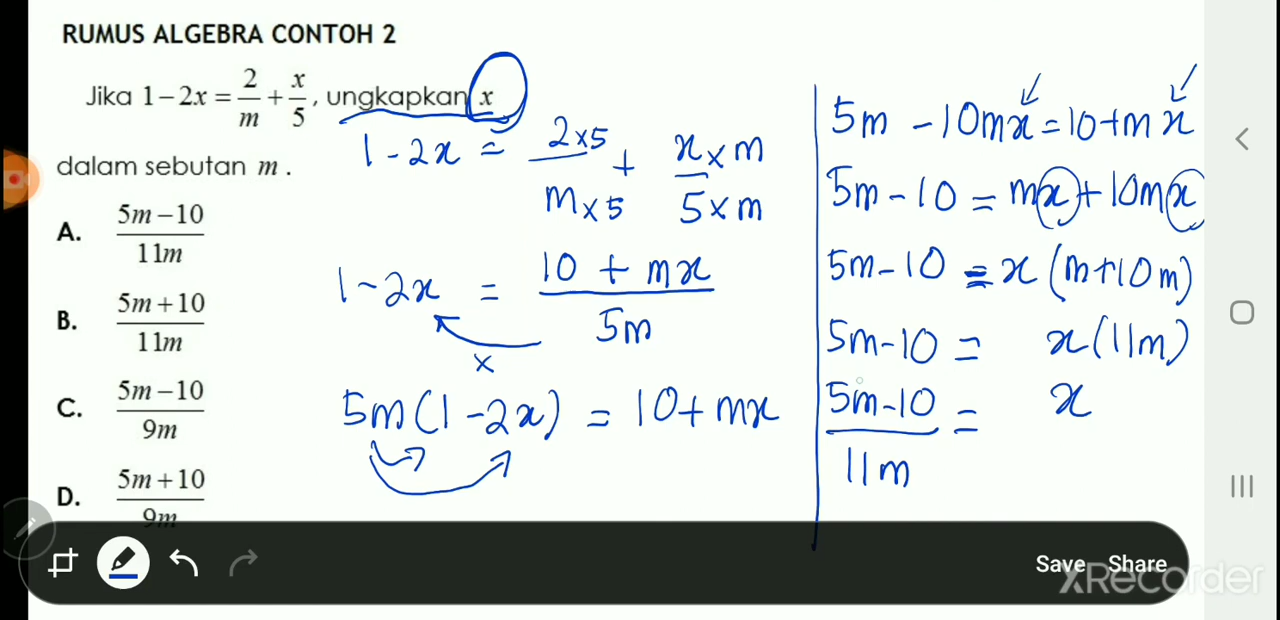 RUMUS ALGEBRA CONTOH 2
Jika 1 − 2x = 2/m + x/5 , ungkapkan x
dalam sebutan m .
A. 5m − 10 / 11m
B. 5m + 10 / 11m
C. 5m − 10 / 9m
D. 5m + 10 / 9m
1 - 2x = 2×5 / m×5 + x×m / 5×m
1 - 2x = 10 + mx / 5m
x
5m(1 - 2x) = 10 + mx
5m - 10mx = 10 + mx
5m - 10 = mx + 10mx
5m - 10 = x (m + 10m)
5m - 10 = x(11m)
5m - 10 / 11m = x
Save Share
XRecorder